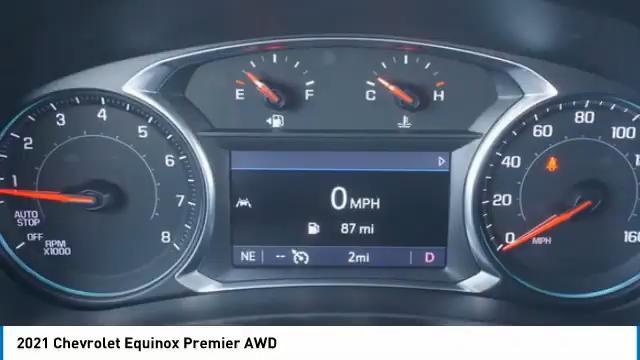 E F
C H
1 2 3 4 5 6 7 8
AUTO
STOP
OFF
RPM
X1000
0 MPH
87 mi
NE -- 2mi D
0 20 40 60 80 100 160
MPH
2021 Chevrolet Equinox Premier AWD